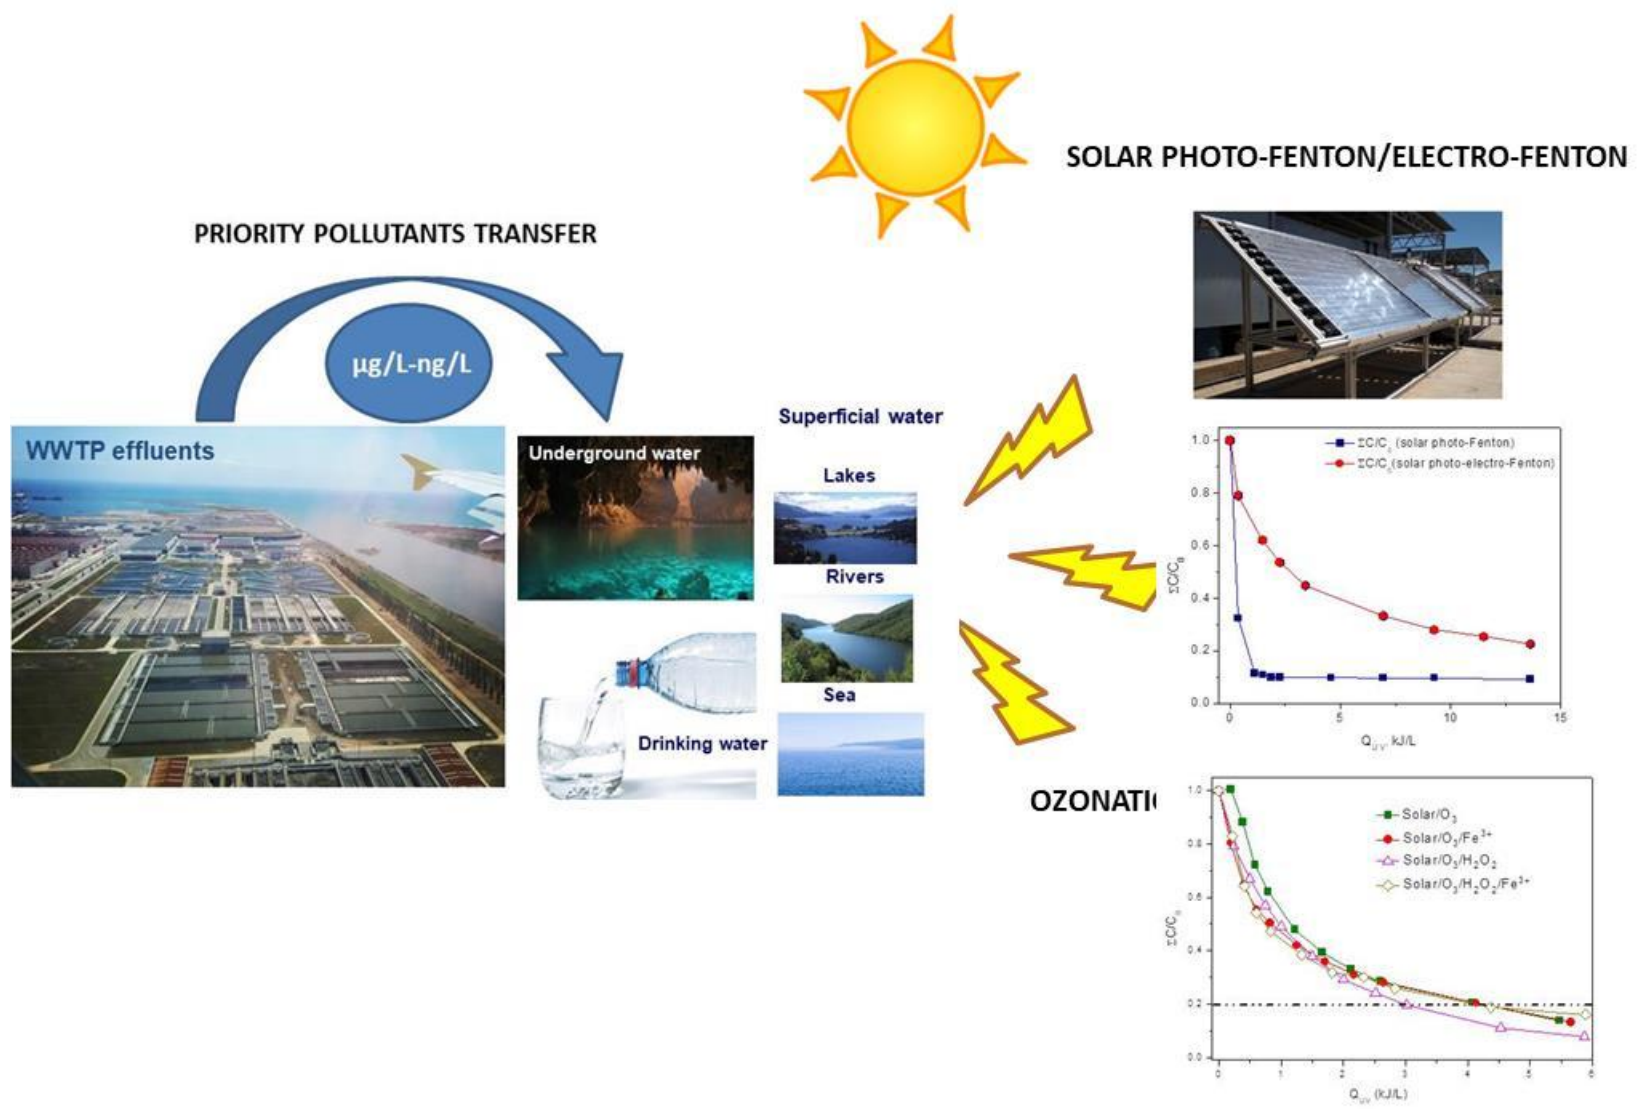 SOLAR PHOTO-FENTON/ELECTRO-FENTON
PRIORITY POLLUTANTS TRANSFER
µg/L-ng/L
WWTP effluents
Underground water
Drinking water
Superficial water
Lakes
Rivers
Sea
1.0
0.8
0.6
0.4
0.2
0.0
ΣC/C₀
ΣC/C₀ (solar photo-Fenton)
ΣC/C₀ (solar photo-electro-Fenton)
0 5 10 15
Q_UV, kJ/L
OZONATIC
1.0
0.8
0.6
0.4
0.2
0.0
ΣC/C₀
Solar/O₃
Solar/O₃/Fe³⁺
Solar/O₃/H₂O₂
Solar/O₃/H₂O₂/Fe³⁺
0 1 2 3 4 5 6
Q_UV (kJ/L)